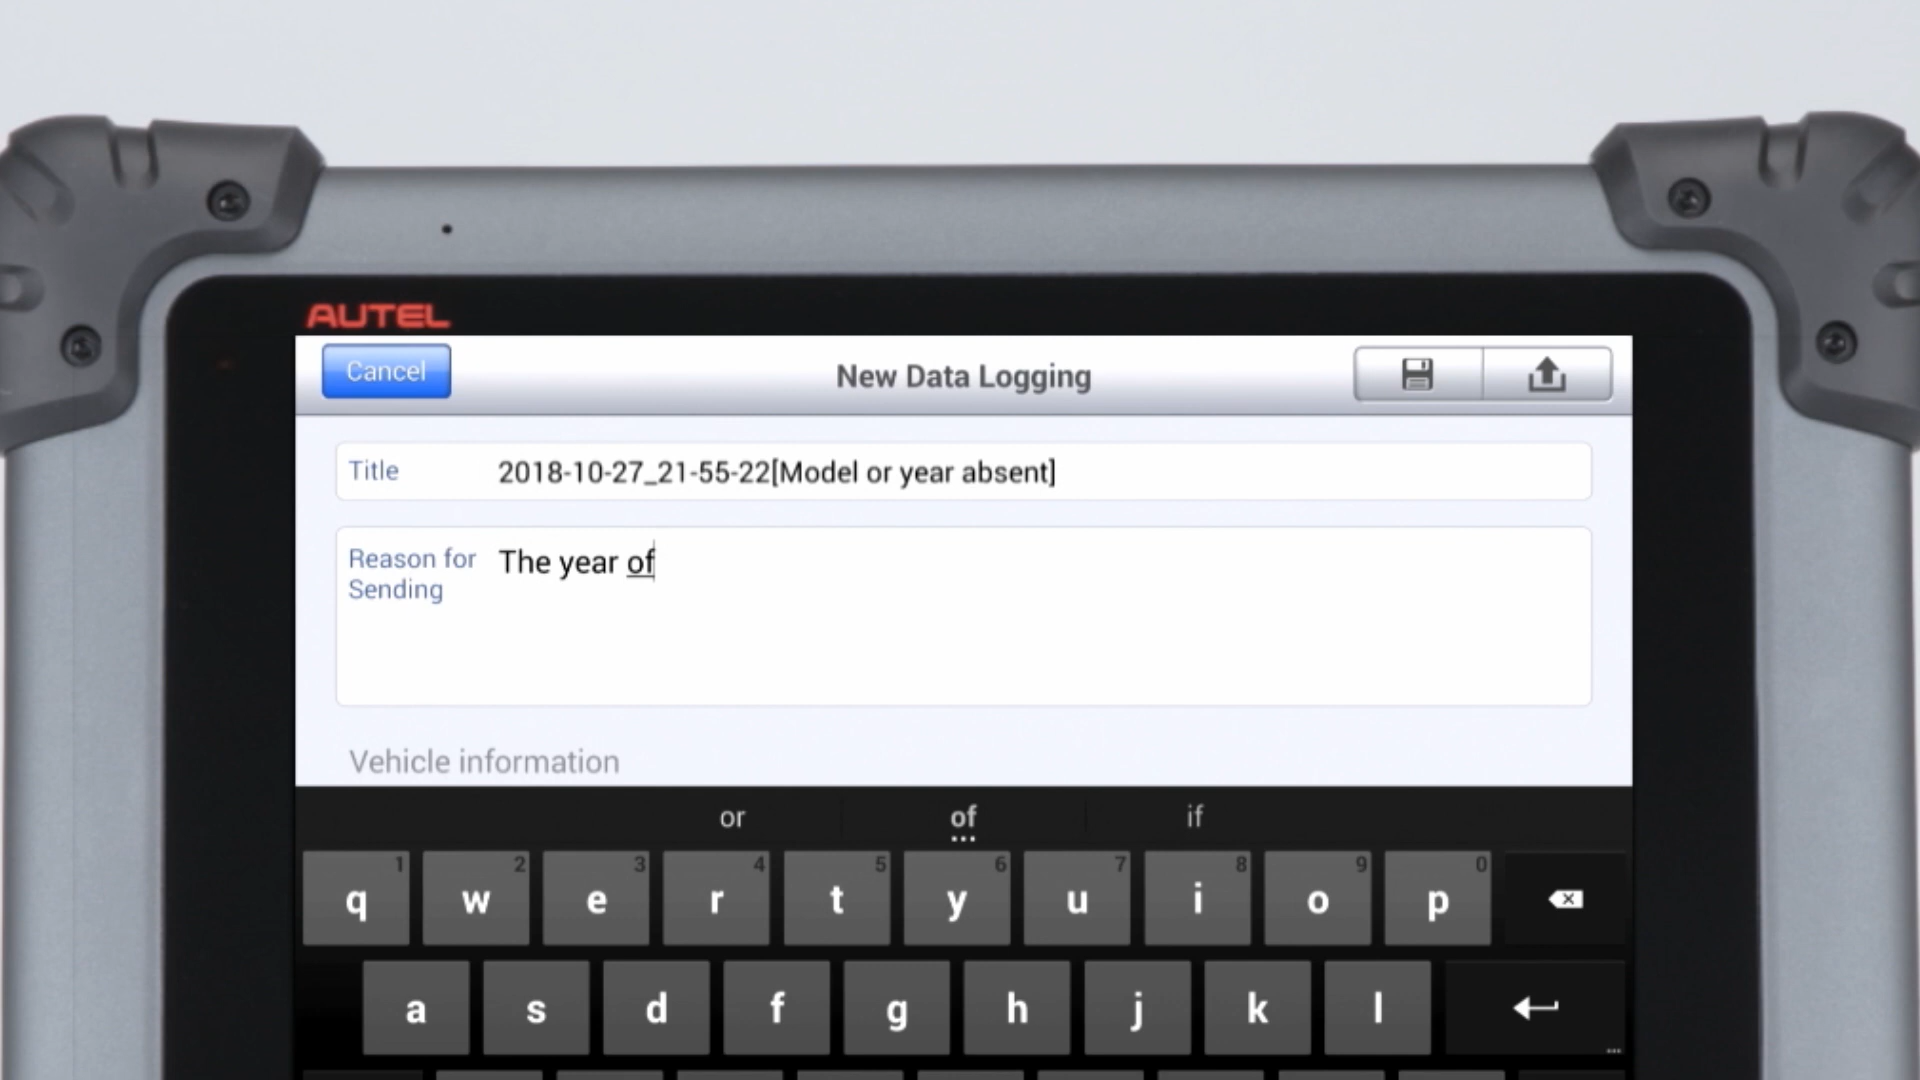 AUTEL
Cancel
New Data Logging
Title
2018-10-27_21-55-22[Model or year absent]
Reason for
Sending
The year of
Vehicle information
or of if
1 2 3 4 5 6 7 8 9 0
q w e r t y u i o p
a s d f g h j k l